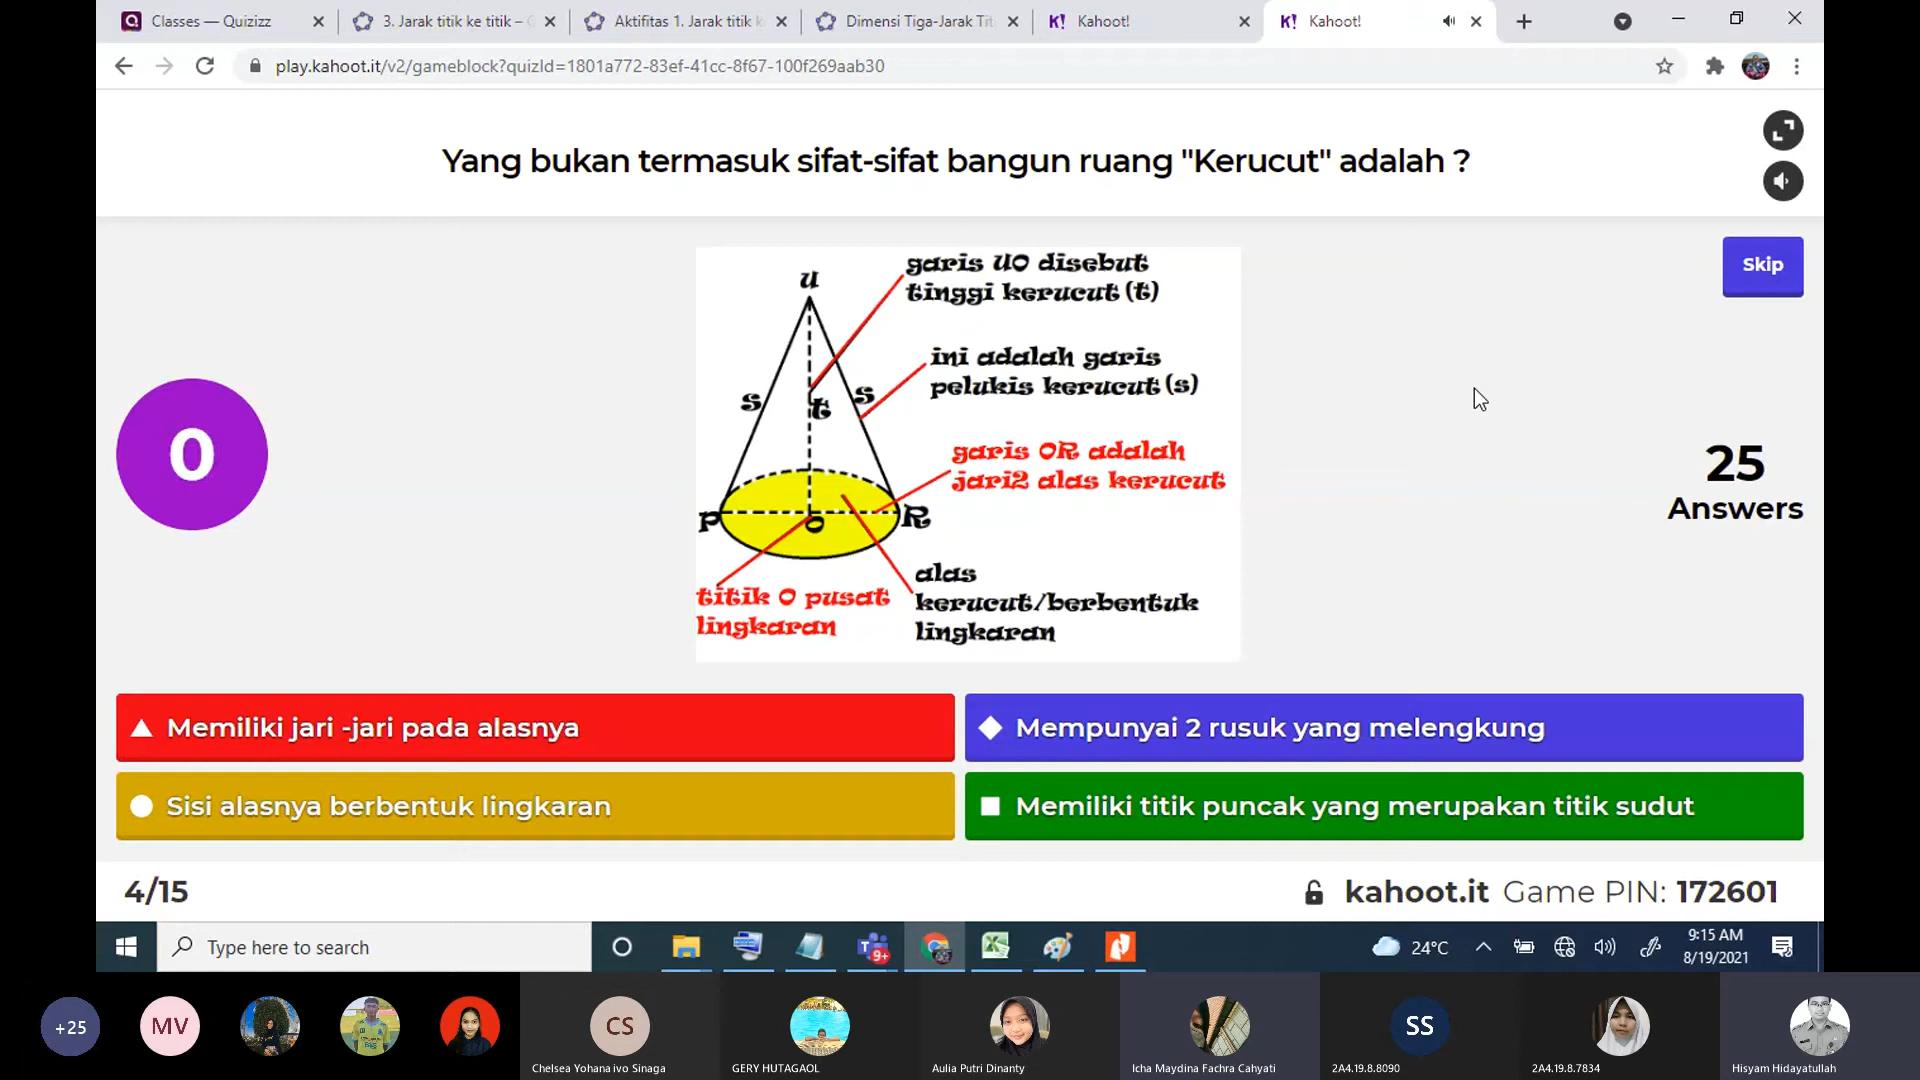 Classes — Quizizz
3. Jarak titik ke titik –
Aktifitas 1. Jarak titik
Dimensi Tiga-Jarak
K! Kahoot!
K! Kahoot!
play.kahoot.it/v2/gameblock?quizId=1801a772-83ef-41cc-8f67-100f269aab30
Yang bukan termasuk sifat-sifat bangun ruang "Kerucut" adalah ?
Skip
0
25
Answers
U
garis UO disebut
tinggi kerucut (t)
ini adalah garis
pelukis kerucut (s)
s
t
s
garis OR adalah
jari2 alas kerucut
P
O
R
titik O pusat
lingkaran
alas
kerucut/berbentuk
lingkaran
Memiliki jari -jari pada alasnya
Mempunyai 2 rusuk yang melengkung
Sisi alasnya berbentuk lingkaran
Memiliki titik puncak yang merupakan titik sudut
4/15
kahoot.it Game PIN: 172601
Type here to search
9+
24°C
9:15 AM
8/19/2021
+25
MV
CS
SS
Chelsea Yohana ivo Sinaga
GERY HUTAGAOL
Aulia Putri Dinanty
Icha Maydina Fachra Cahyati
2A4.19.8.8090
2A4.19.8.7834
Hisyam Hidayatullah